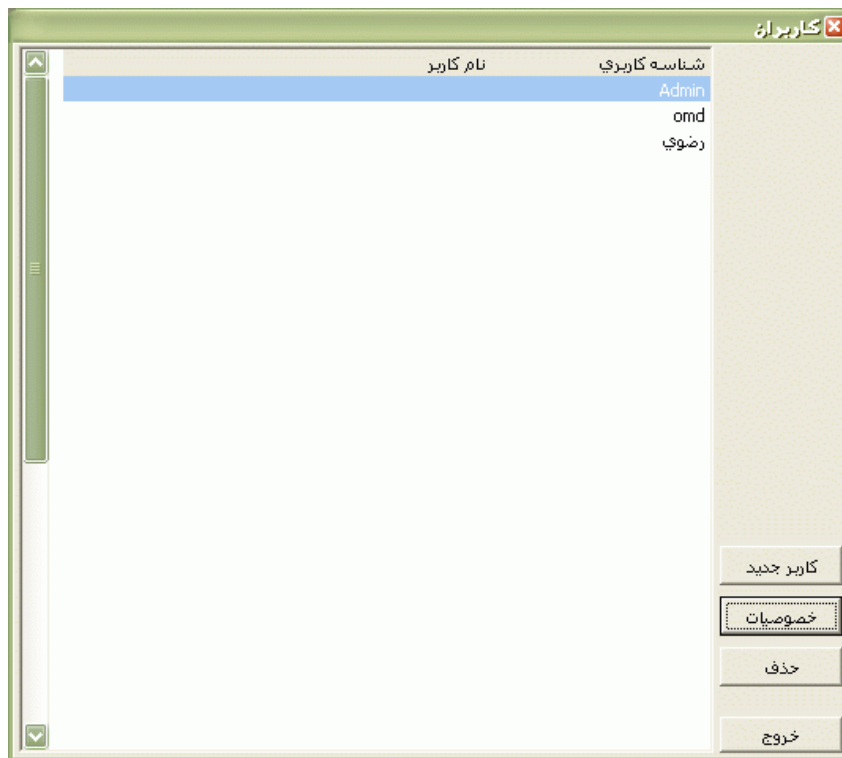 کاربران
شناسه کاربري نام کاربر
Admin
omd
رضوي
کاربر جديد
خصوصيات
حذف
خروج